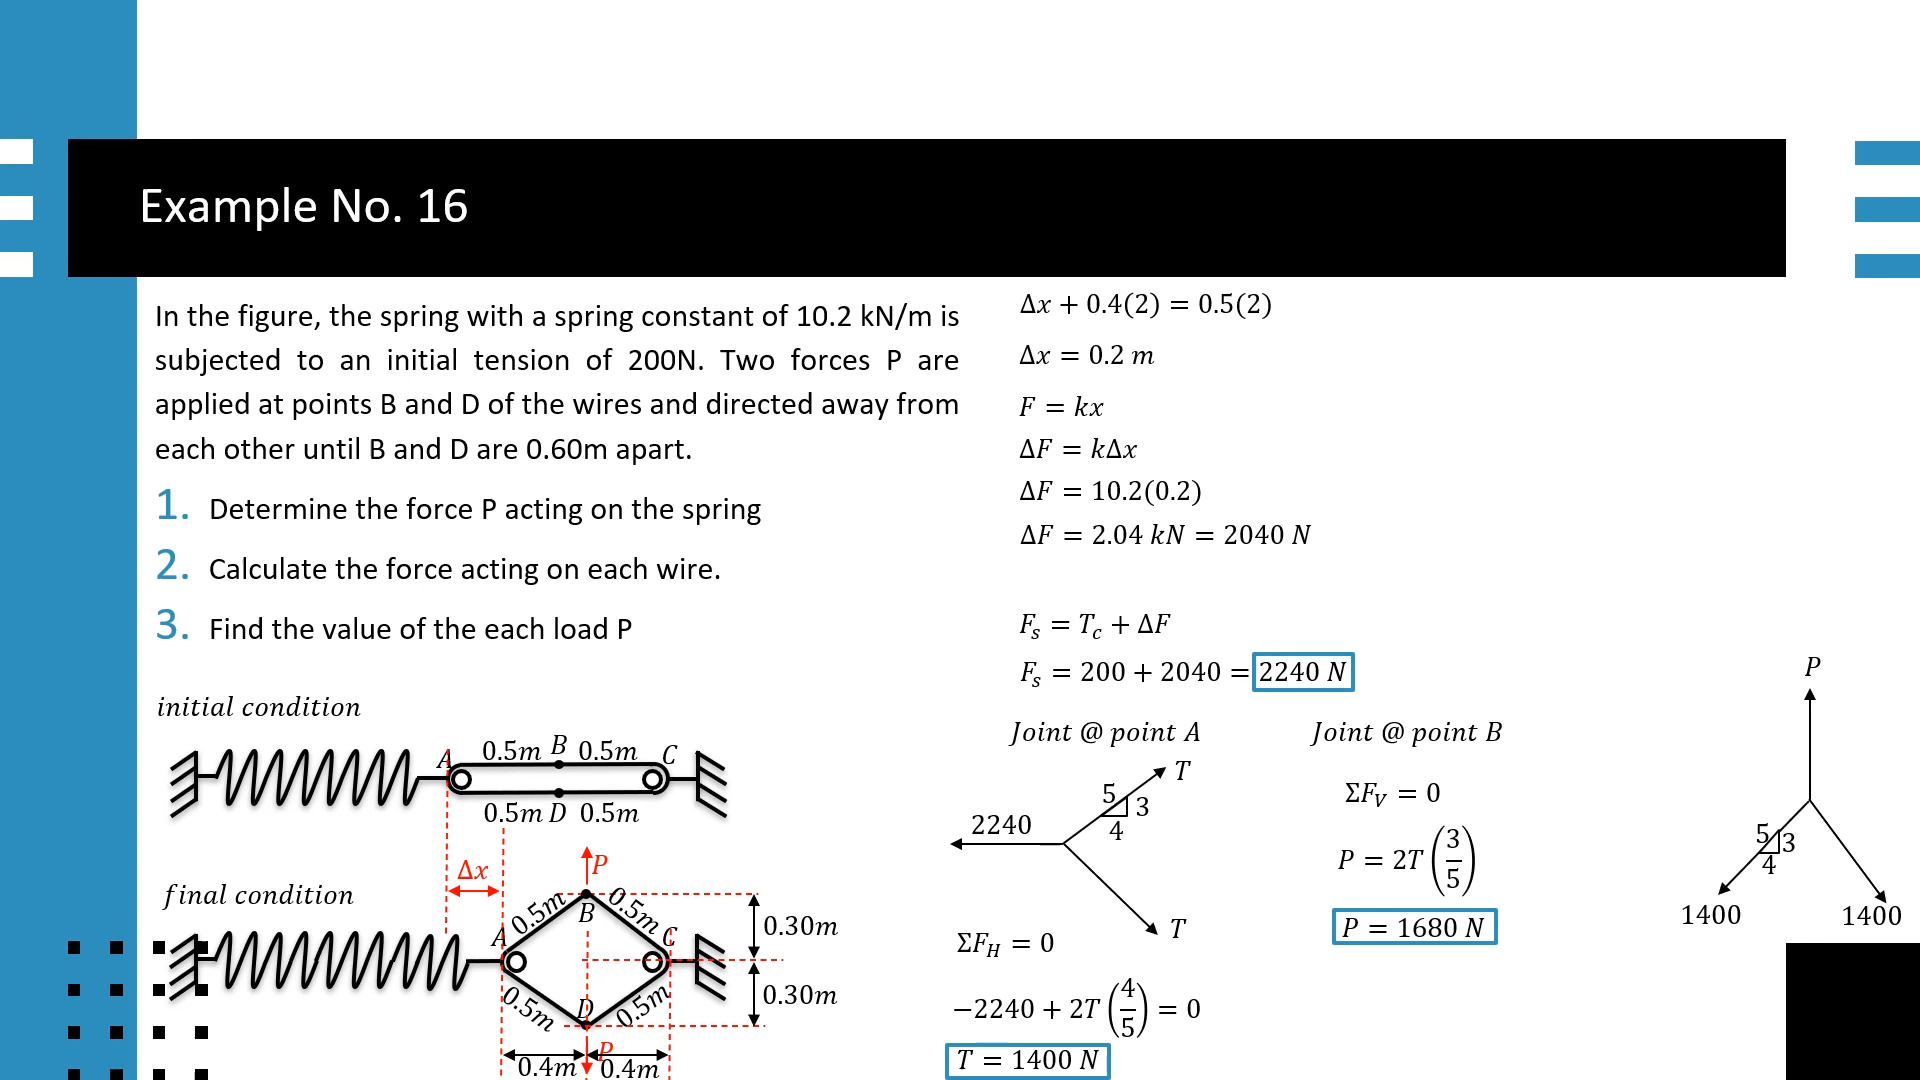 Example No. 16
In the figure, the spring with a spring constant of 10.2 kN/m is
subjected to an initial tension of 200N. Two forces P are
applied at points B and D of the wires and directed away from
each other until B and D are 0.60m apart.
1. Determine the force P acting on the spring
2. Calculate the force acting on each wire.
3. Find the value of the each load P
initial condition
A 0.5m B 0.5m C
0.5m D 0.5m
Δx
P
final condition
0.5m B 0.5m
A C
0.30m
0.5m D 0.5m
0.30m
P
0.4m 0.4m
Δx + 0.4(2) = 0.5(2)
Δx = 0.2 m
F = kx
ΔF = kΔx
ΔF = 10.2(0.2)
ΔF = 2.04 kN = 2040 N
Fₛ = T_c + ΔF
Fₛ = 200 + 2040 = 2240 N
Joint @ point A
T
5 3
4
2240
T
ΣF_H = 0
−2240 + 2T (4/5) = 0
T = 1400 N
Joint @ point B
ΣF_V = 0
P = 2T (3/5)
P = 1680 N
P
5 3
4
1400 1400